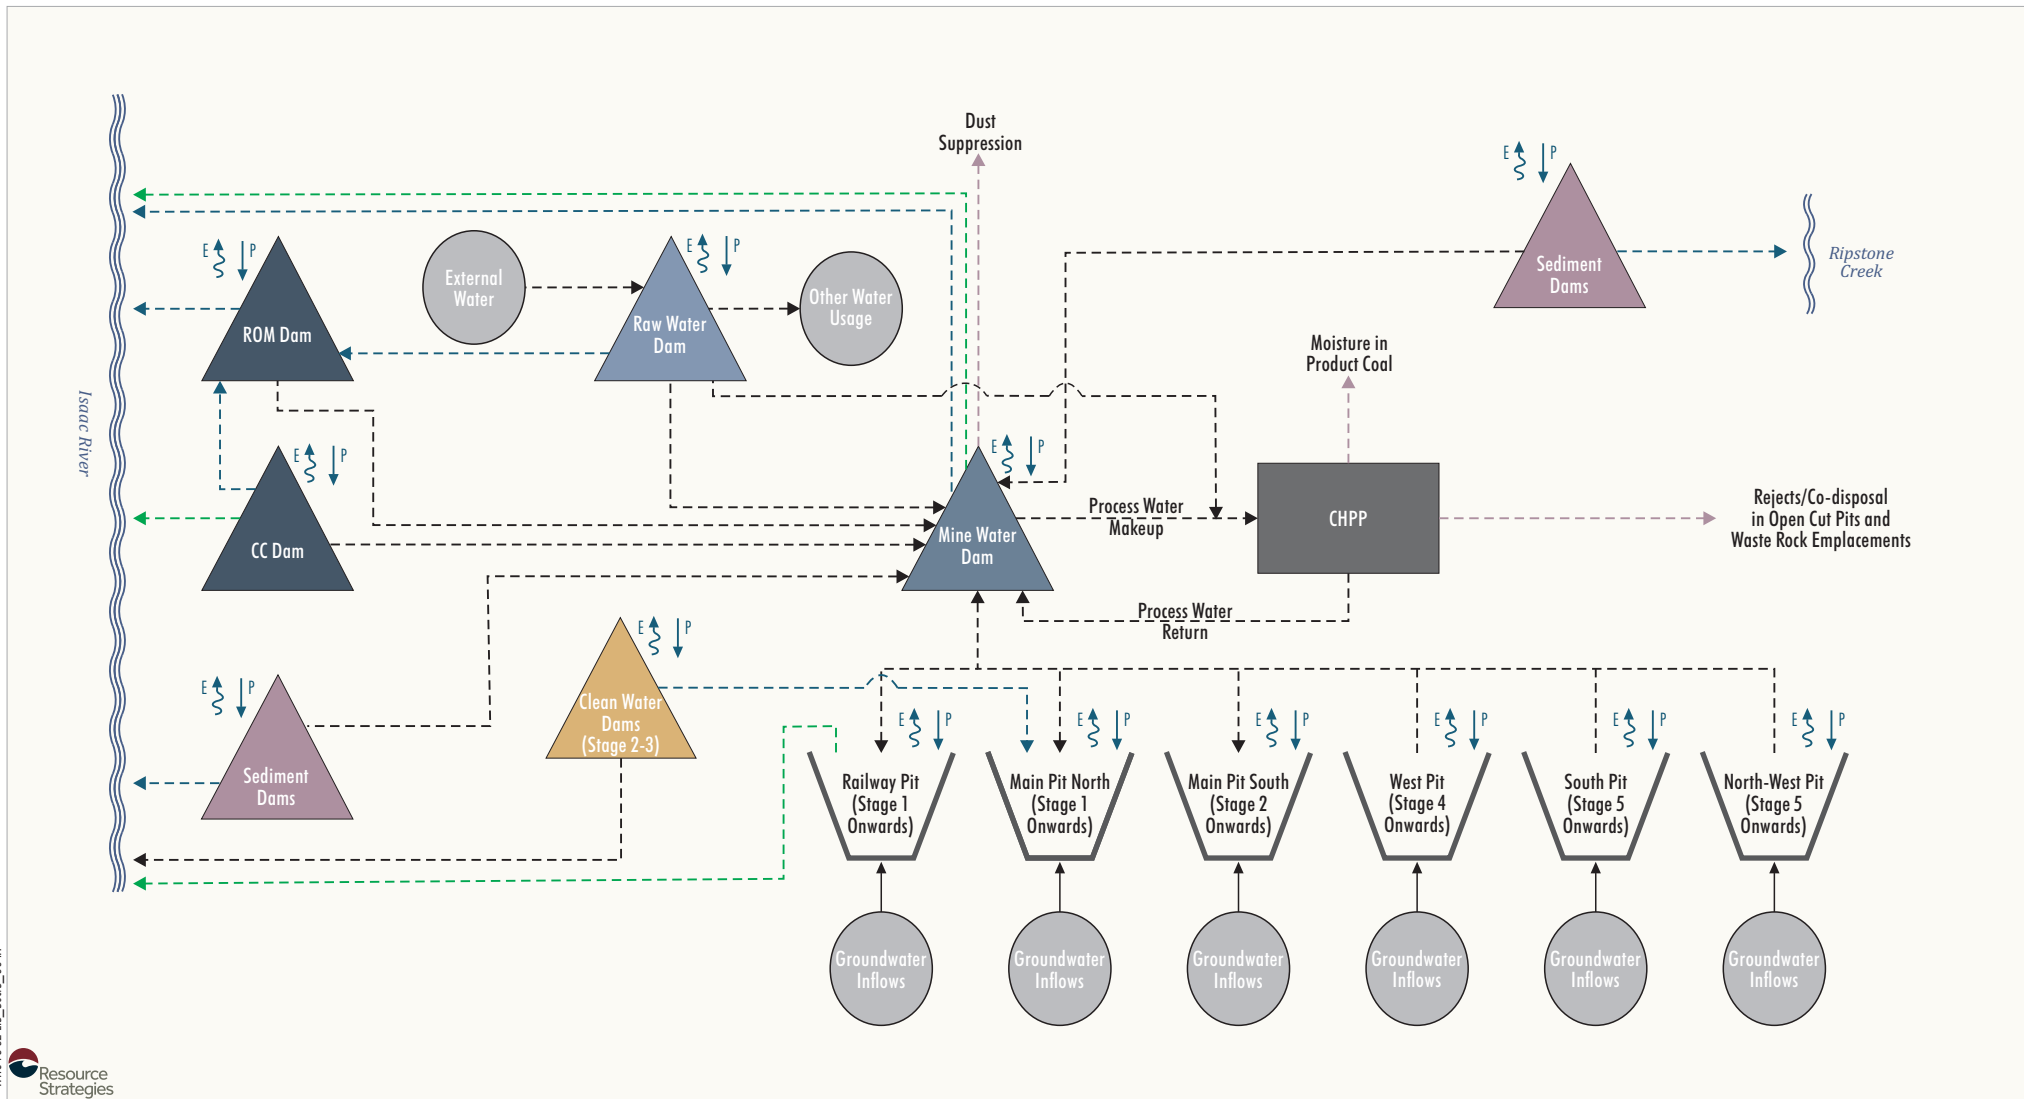 Dust
Suppression
E
P
E
P
E
P
Sediment
Dams
Ripstone
Creek
External
Water
Raw Water
Dam
Other Water
Usage
ROM Dam
Moisture in
Product Coal
Isaac River
E
P
E
P
CC Dam
Mine Water
Dam
Process Water
Makeup
CHPP
Rejects/Co-disposal
in Open Cut Pits and
Waste Rock Emplacements
Process Water
Return
E
P
Clean Water
Dams
(Stage 2-3)
E
P
Sediment
Dams
E
P
E
P
E
P
E
P
E
P
E
P
Railway Pit
(Stage 1
Onwards)
Main Pit North
(Stage 1
Onwards)
Main Pit South
(Stage 2
Onwards)
West Pit
(Stage 4
Onwards)
South Pit
(Stage 5
Onwards)
North-West Pit
(Stage 5
Onwards)
Groundwater
Inflows
Groundwater
Inflows
Groundwater
Inflows
Groundwater
Inflows
Groundwater
Inflows
Groundwater
Inflows
Resource
Strategies